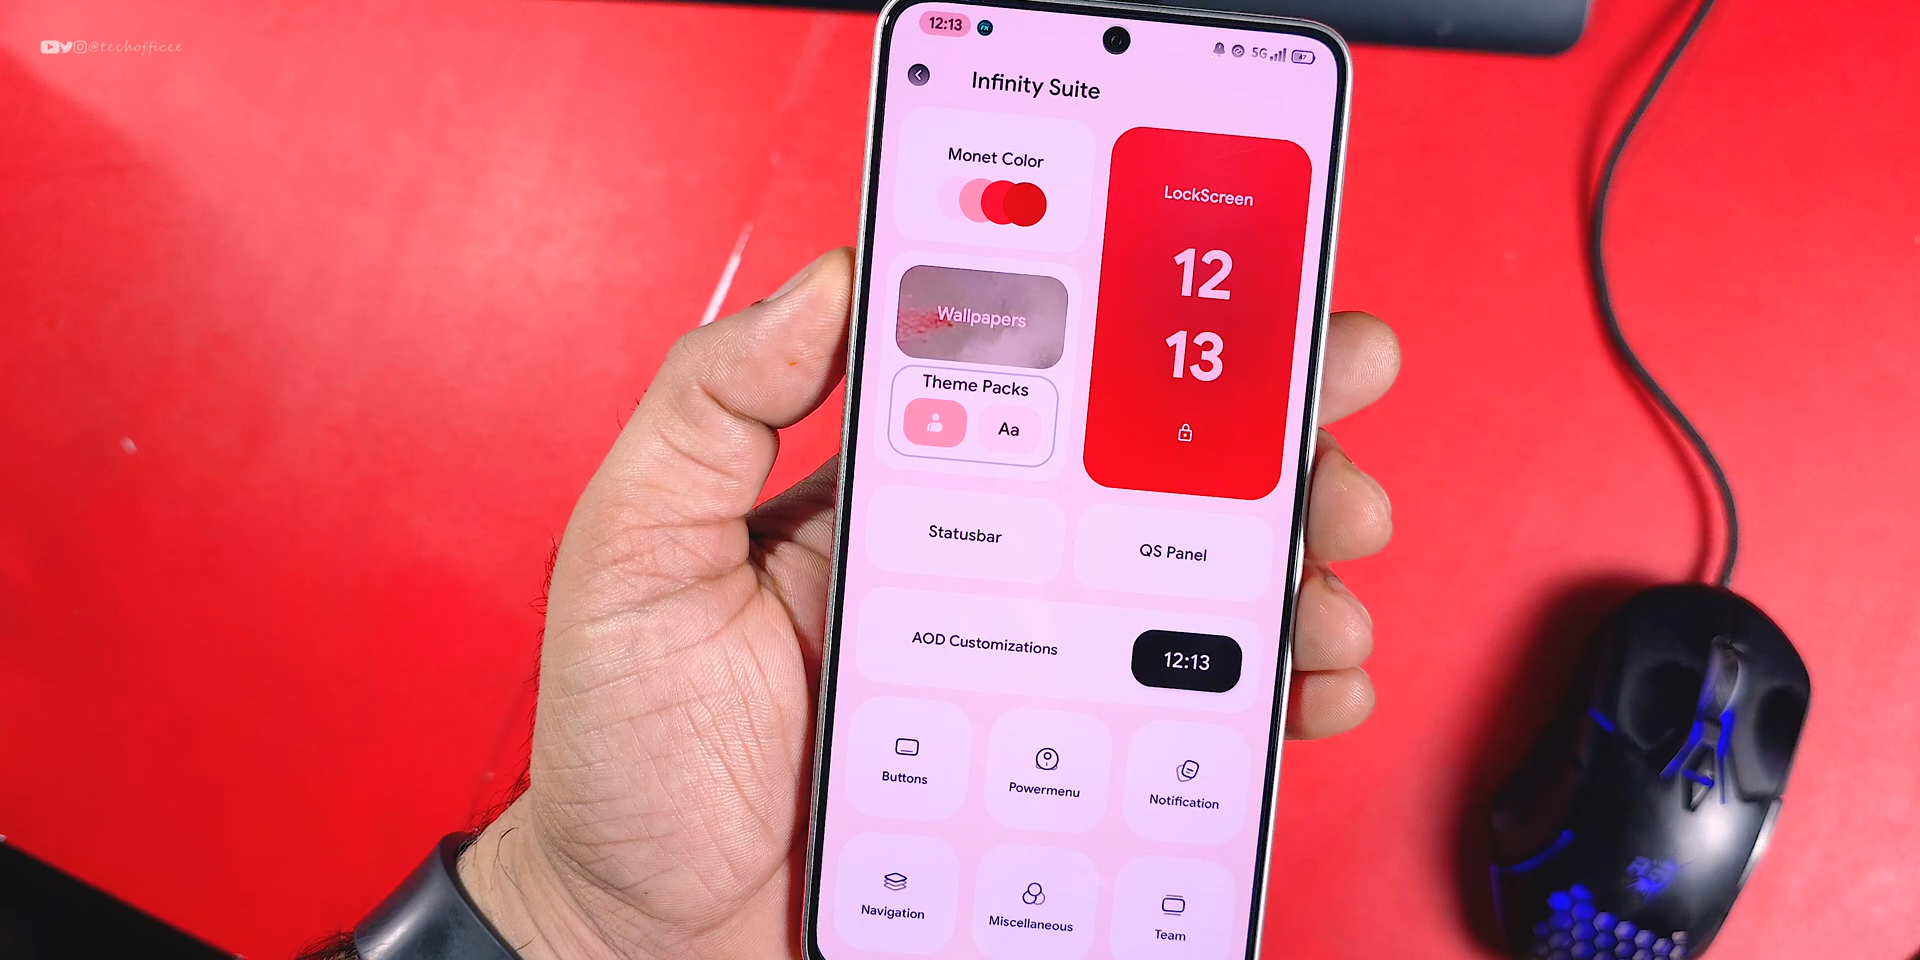 @techofficee
12:13
5G
47
Infinity Suite
Monet Color
LockScreen
12
13
Wallpapers
Theme Packs
Aa
Statusbar
QS Panel
AOD Customizations
12:13
Buttons
Powermenu
Notification
Navigation
Miscellaneous
Team